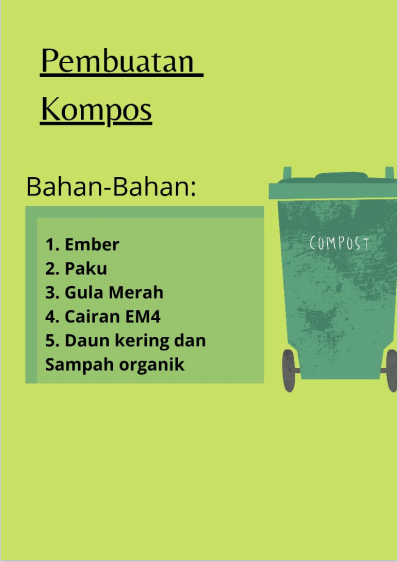 Pembuatan
Kompos
Bahan-Bahan:
1. Ember
2. Paku
3. Gula Merah
4. Cairan EM4
5. Daun kering dan
Sampah organik
COMPOST